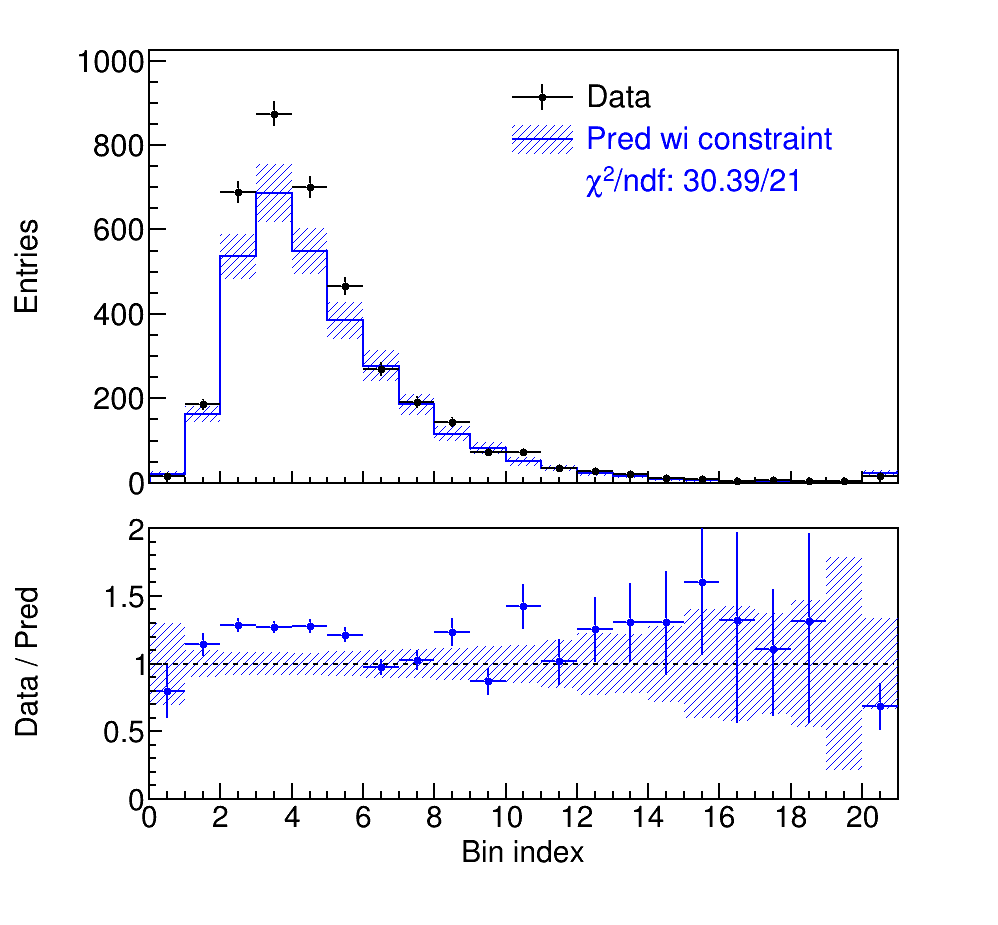 1000
800
600
400
200
0
Entries
Data
Pred wi constraint
χ²/ndf: 30.39/21
2
1.5
1
0.5
0
Data / Pred
0 2 4 6 8 10 12 14 16 18 20
Bin index